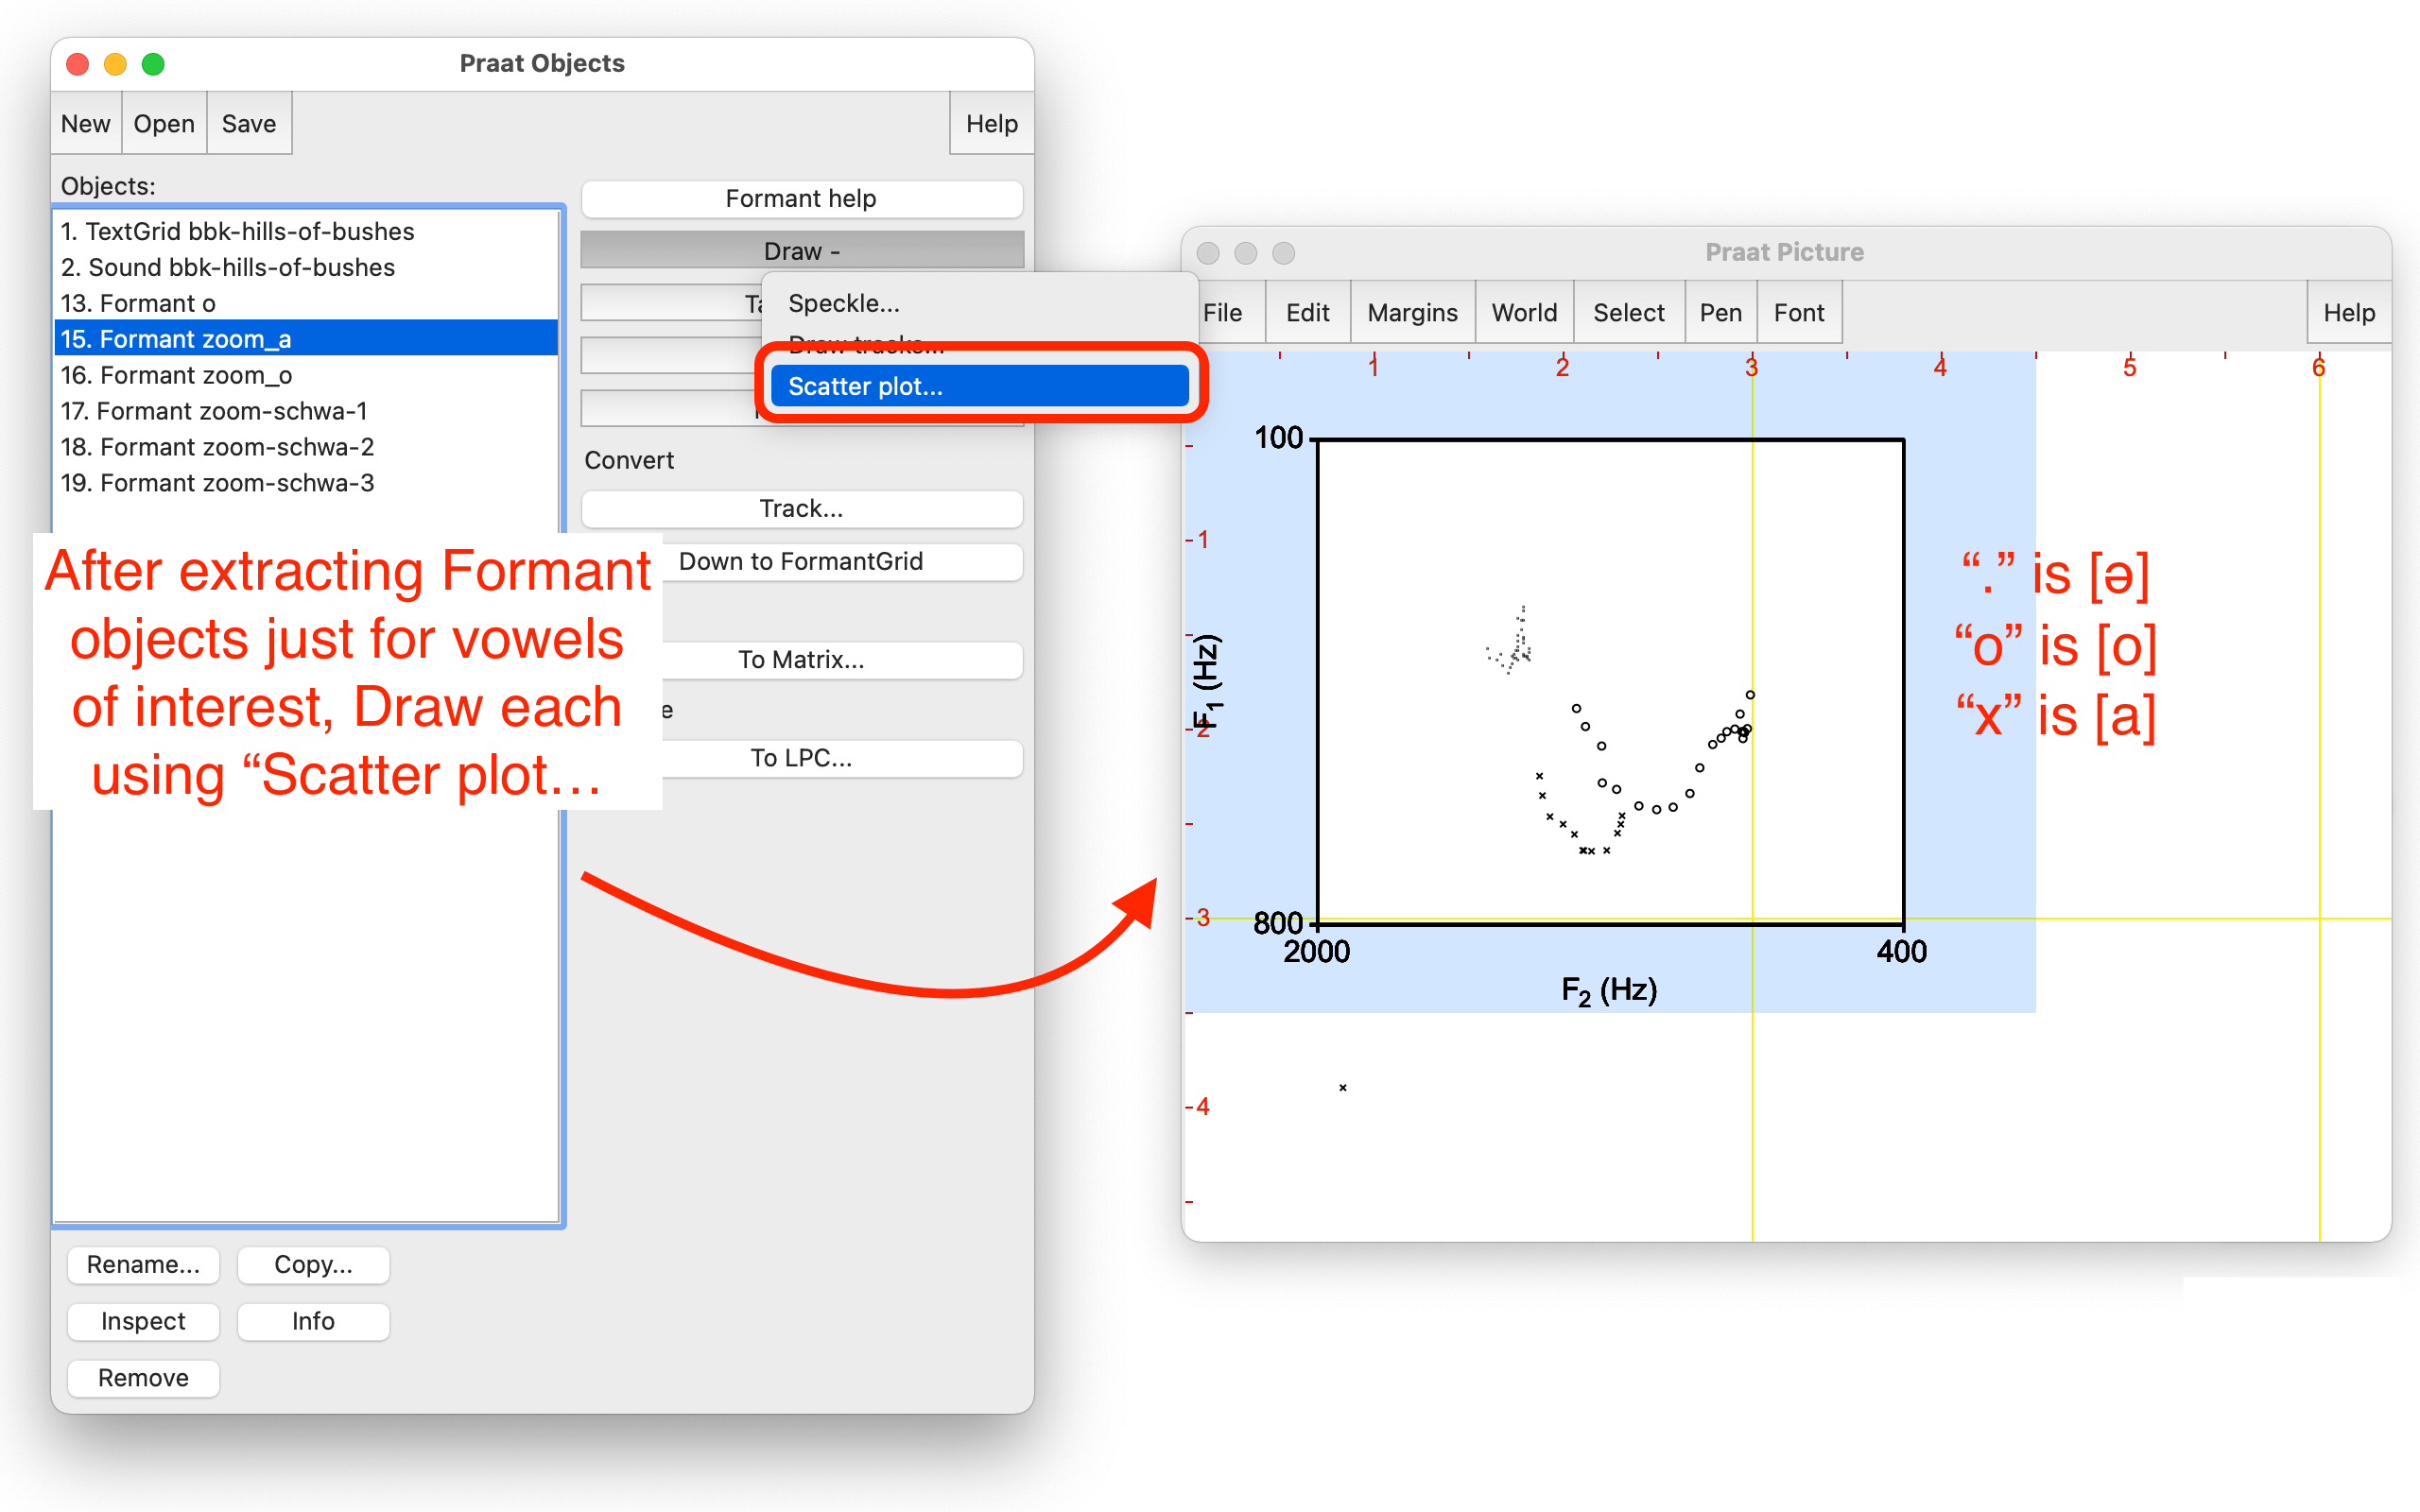 Praat Objects
New Open Save Help
Objects:
1. TextGrid bbk-hills-of-bushes
2. Sound bbk-hills-of-bushes
13. Formant o
15. Formant zoom_a
16. Formant zoom_o
17. Formant zoom-schwa-1
18. Formant zoom-schwa-2
19. Formant zoom-schwa-3
Formant help
Draw -
Speckle...
Draw tracks...
Scatter plot...
Convert
Track...
Down to FormantGrid
To Matrix...
To LPC...
After extracting Formant
objects just for vowels
of interest, Draw each
using “Scatter plot…
Rename... Copy...
Inspect Info
Remove
Praat Picture
File Edit Margins World Select Pen Font Help
1 2 3 4 5 6
100
1
F1 (Hz)
2
3
800
2000 400
F2 (Hz)
4
“.” is [ə]
“o” is [o]
“x” is [a]